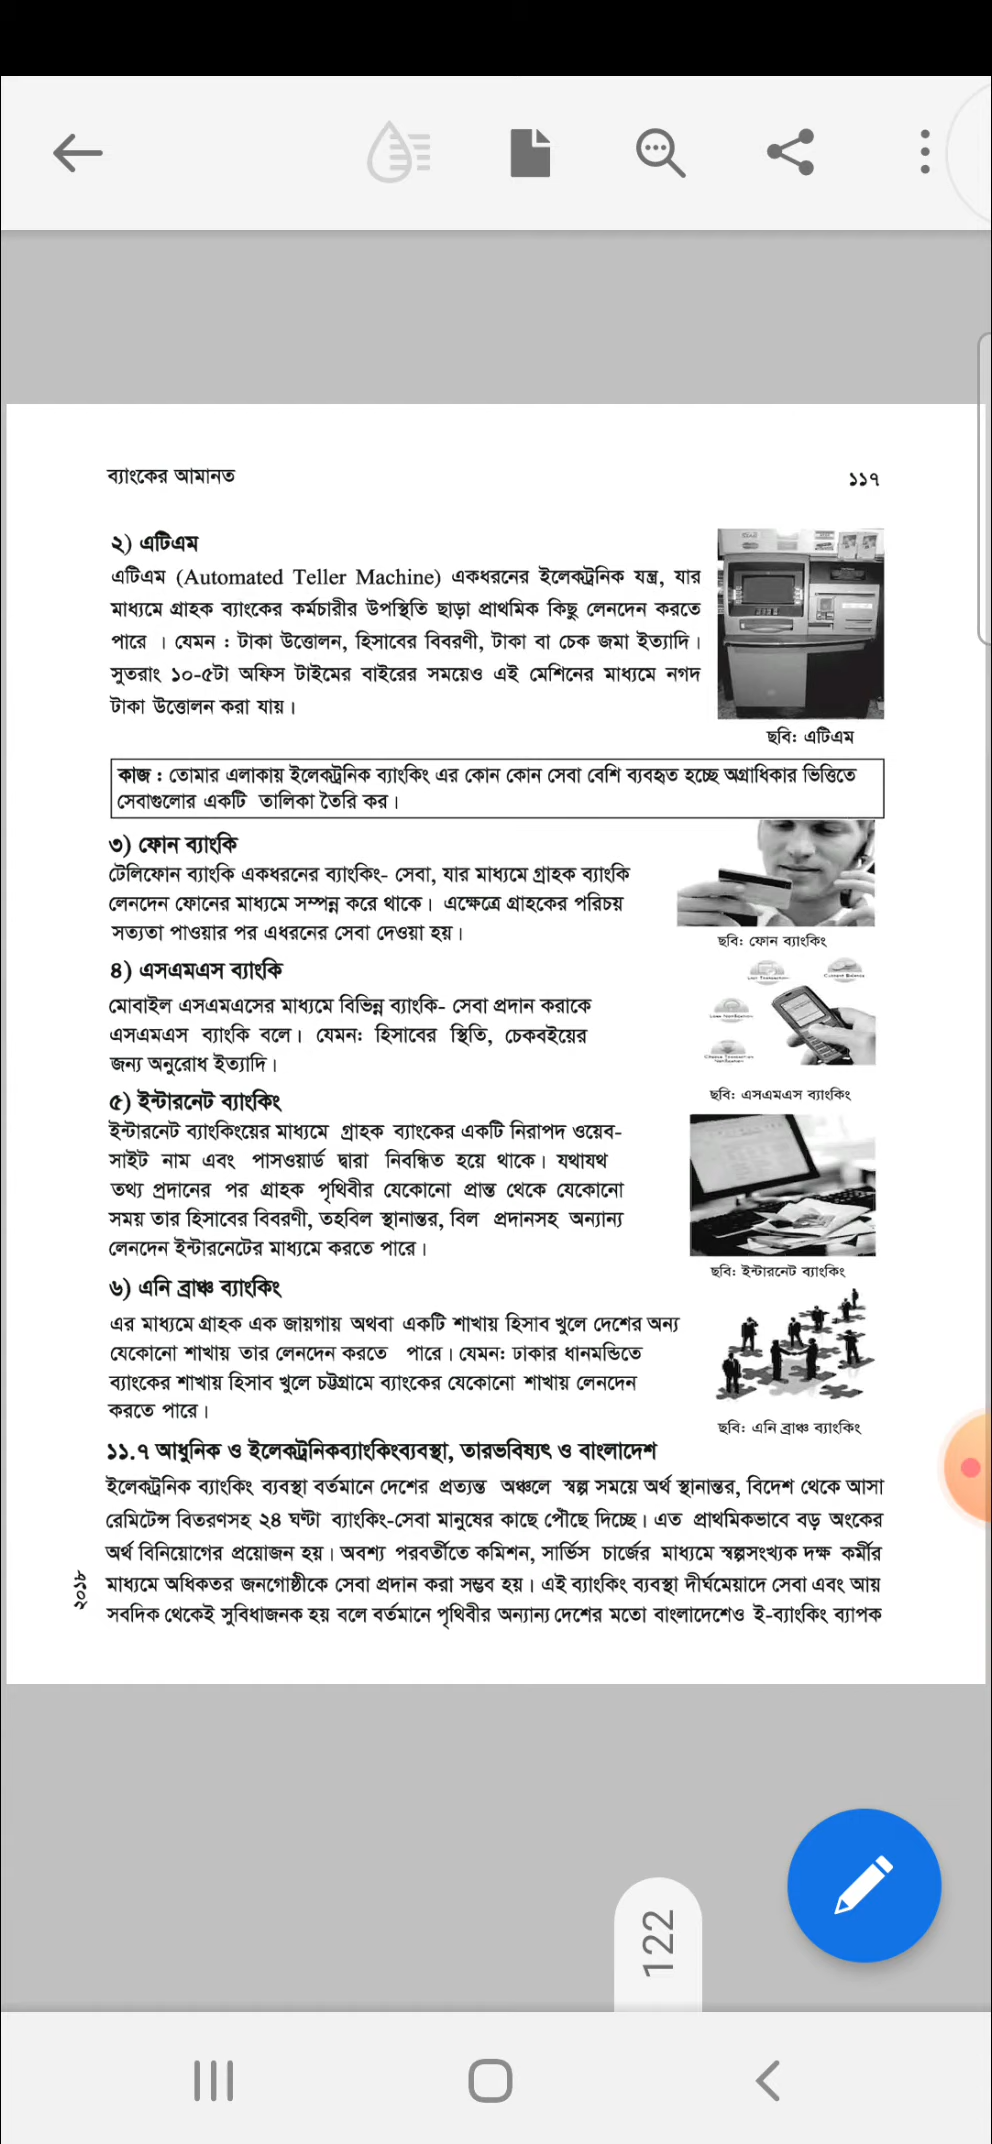 ব্যাংকের আমানত
১১৭
২) এটিএম
এটিএম (Automated Teller Machine) একধরনের ইলেকট্রনিক যন্ত্র, যার
মাধ্যমে গ্রাহক ব্যাংকের কর্মচারীর উপস্থিতি ছাড়া প্রাথমিক কিছু লেনদেন করতে
পারে । যেমন : টাকা উত্তোলন, হিসাবের বিবরণী, টাকা বা চেক জমা ইত্যাদি।
সুতরাং ১০-৫টা অফিস টাইমের বাইরের সময়েও এই মেশিনের মাধ্যমে নগদ
টাকা উত্তোলন করা যায়।
ছবি: এটিএম
কাজ : তোমার এলাকায় ইলেকট্রনিক ব্যাংকিং এর কোন কোন সেবা বেশি ব্যবহৃত হচ্ছে অগ্রাধিকার ভিত্তিতে
সেবাগুলোর একটি তালিকা তৈরি কর।
৩) ফোন ব্যাংকি
টেলিফোন ব্যাংকি একধরনের ব্যাংকিং- সেবা, যার মাধ্যমে গ্রাহক ব্যাংকি
লেনদেন ফোনের মাধ্যমে সম্পন্ন করে থাকে। এক্ষেত্রে গ্রাহকের পরিচয়
সত্যতা পাওয়ার পর এধরনের সেবা দেওয়া হয়।
ছবি: ফোন ব্যাংকিং
৪) এসএমএস ব্যাংকি
মোবাইল এসএমএসের মাধ্যমে বিভিন্ন ব্যাংকি- সেবা প্রদান করাকে
এসএমএস ব্যাংকি বলে। যেমন: হিসাবের স্থিতি, চেকবইয়ের
জন্য অনুরোধ ইত্যাদি।
ছবি: এসএমএস ব্যাংকিং
৫) ইন্টারনেট ব্যাংকিং
ইন্টারনেট ব্যাংকিংয়ের মাধ্যমে গ্রাহক ব্যাংকের একটি নিরাপদ ওয়েব-
সাইট নাম এবং পাসওয়ার্ড দ্বারা নিবন্ধিত হয়ে থাকে। যথাযথ
তথ্য প্রদানের পর গ্রাহক পৃথিবীর যেকোনো প্রান্ত থেকে যেকোনো
সময় তার হিসাবের বিবরণী, তহবিল স্থানান্তর, বিল প্রদানসহ অন্যান্য
লেনদেন ইন্টারনেটের মাধ্যমে করতে পারে।
ছবি: ইন্টারনেট ব্যাংকিং
৬) এনি ব্রাঞ্চ ব্যাংকিং
এর মাধ্যমে গ্রাহক এক জায়গায় অথবা একটি শাখায় হিসাব খুলে দেশের অন্য
যেকোনো শাখায় তার লেনদেন করতে পারে। যেমন: ঢাকার ধানমন্ডিতে
ব্যাংকের শাখায় হিসাব খুলে চট্টগ্রামে ব্যাংকের যেকোনো শাখায় লেনদেন
করতে পারে।
ছবি: এনি ব্রাঞ্চ ব্যাংকিং
১১.৭ আধুনিক ও ইলেকট্রনিকব্যাংকিংব্যবস্থা, তারভবিষ্যৎ ও বাংলাদেশ
ইলেকট্রনিক ব্যাংকিং ব্যবস্থা বর্তমানে দেশের প্রত্যন্ত অঞ্চলে স্বল্প সময়ে অর্থ স্থানান্তর, বিদেশ থেকে আসা
রেমিটেন্স বিতরণসহ ২৪ ঘণ্টা ব্যাংকিং-সেবা মানুষের কাছে পৌঁছে দিচ্ছে। এত প্রাথমিকভাবে বড় অংকের
অর্থ বিনিয়োগের প্রয়োজন হয়। অবশ্য পরবর্তীতে কমিশন, সার্ভিস চার্জের মাধ্যমে স্বল্পসংখ্যক দক্ষ কর্মীর
মাধ্যমে অধিকতর জনগোষ্ঠীকে সেবা প্রদান করা সম্ভব হয়। এই ব্যাংকিং ব্যবস্থা দীর্ঘমেয়াদে সেবা এবং আয়
সবদিক থেকেই সুবিধাজনক হয় বলে বর্তমানে পৃথিবীর অন্যান্য দেশের মতো বাংলাদেশেও ই-ব্যাংকিং ব্যাপক
২০১৮
122